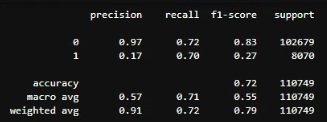 precision recall f1-score support
0 0.97 0.72 0.83 102679
1 0.17 0.70 0.27 8070
accuracy 0.72 110749
macro avg 0.57 0.71 0.55 110749
weighted avg 0.91 0.72 0.79 110749